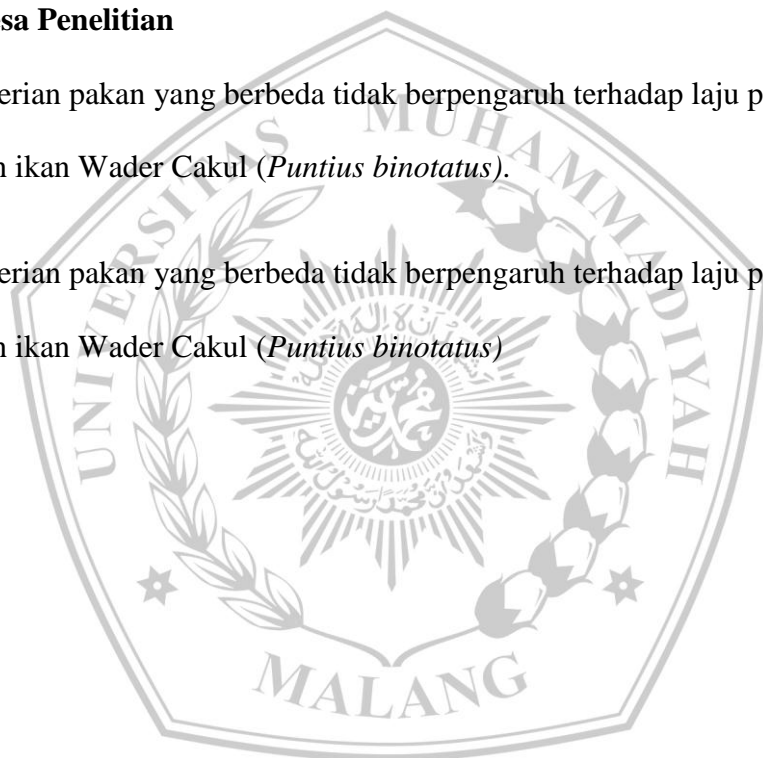 sa Penelitian
erian pakan yang berbeda tidak berpengaruh terhadap laju p
n ikan Wader Cakul (Puntius binotatus).
erian pakan yang berbeda tidak berpengaruh terhadap laju p
n ikan Wader Cakul (Puntius binotatus)
UNIVERSITAS MUHAMMADIYAH
MALANG